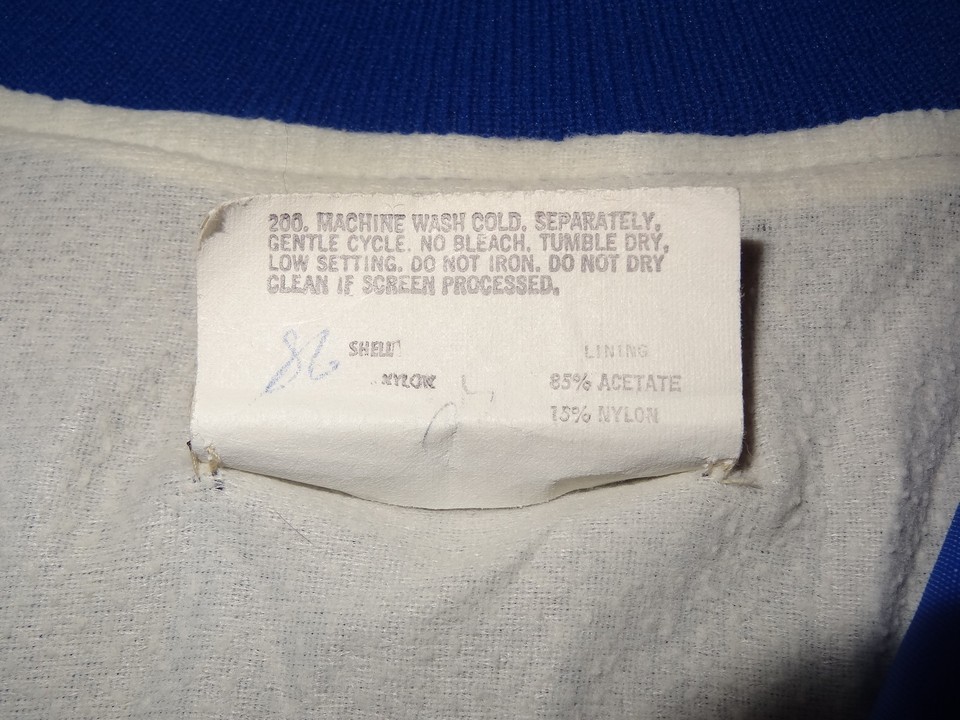 200. MACHINE WASH COLD, SEPARATELY,
GENTLE CYCLE. NO BLEACH. TUMBLE DRY,
LOW SETTING. DO NOT IRON. DO NOT DRY
CLEAN IF SCREEN PROCESSED.
86 SHELL LINING
NYLON 85% ACETATE
15% NYLON